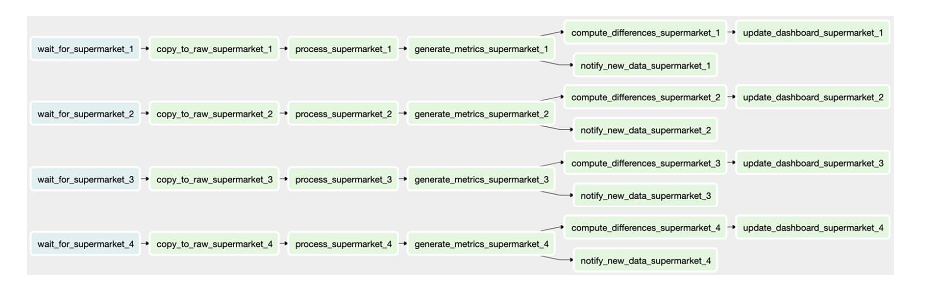 compute_differences_supermarket_1 update_dashboard_supermarket_1
wait_for_supermarket_1 copy_to_raw_supermarket_1 process_supermarket_1 generate_metrics_supermarket_1
notify_new_data_supermarket_1
compute_differences_supermarket_2 update_dashboard_supermarket_2
wait_for_supermarket_2 copy_to_raw_supermarket_2 process_supermarket_2 generate_metrics_supermarket_2
notify_new_data_supermarket_2
compute_differences_supermarket_3 update_dashboard_supermarket_3
wait_for_supermarket_3 copy_to_raw_supermarket_3 process_supermarket_3 generate_metrics_supermarket_3
notify_new_data_supermarket_3
compute_differences_supermarket_4 update_dashboard_supermarket_4
wait_for_supermarket_4 copy_to_raw_supermarket_4 process_supermarket_4 generate_metrics_supermarket_4
notify_new_data_supermarket_4